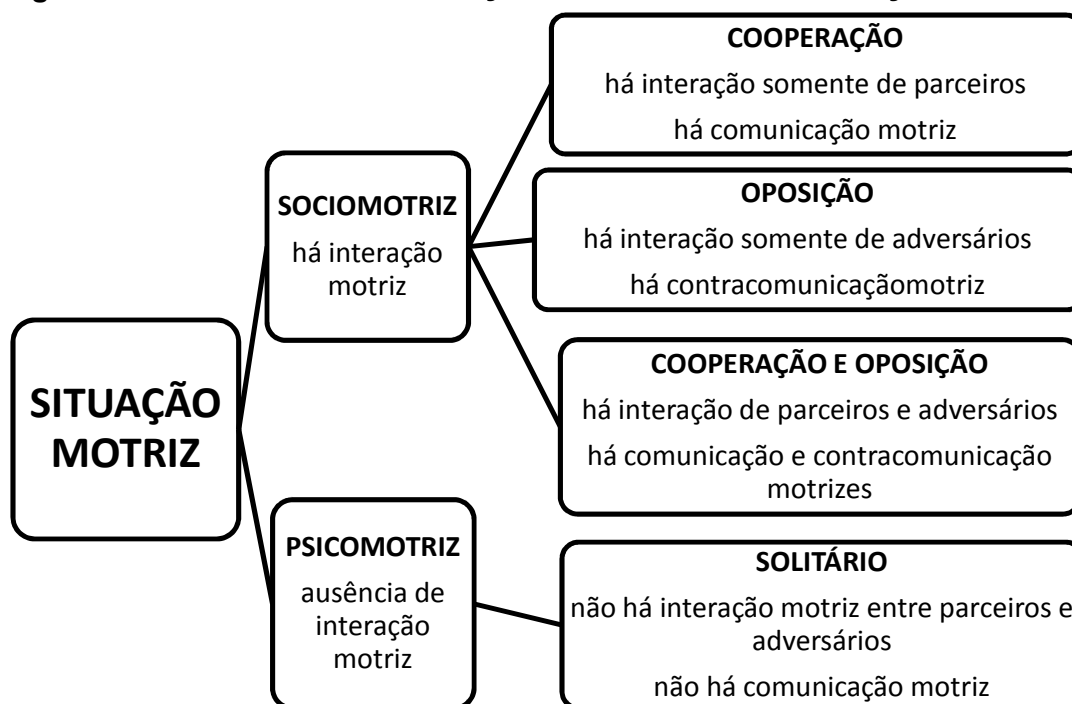 COOPERAÇÃO
há interação somente de parceiros
há comunicação motriz
SOCIOMOTRIZ
há interação
motriz
OPOSIÇÃO
há interação somente de adversários
há contracomunicaçãomotriz
COOPERAÇÃO E OPOSIÇÃO
há interação de parceiros e adversários
há comunicação e contracomunicação
motrizes
SITUAÇÃO
MOTRIZ
PSICOMOTRIZ
ausência de
interação
motriz
SOLITÁRIO
não há interação motriz entre parceiros e
adversários
não há comunicação motriz